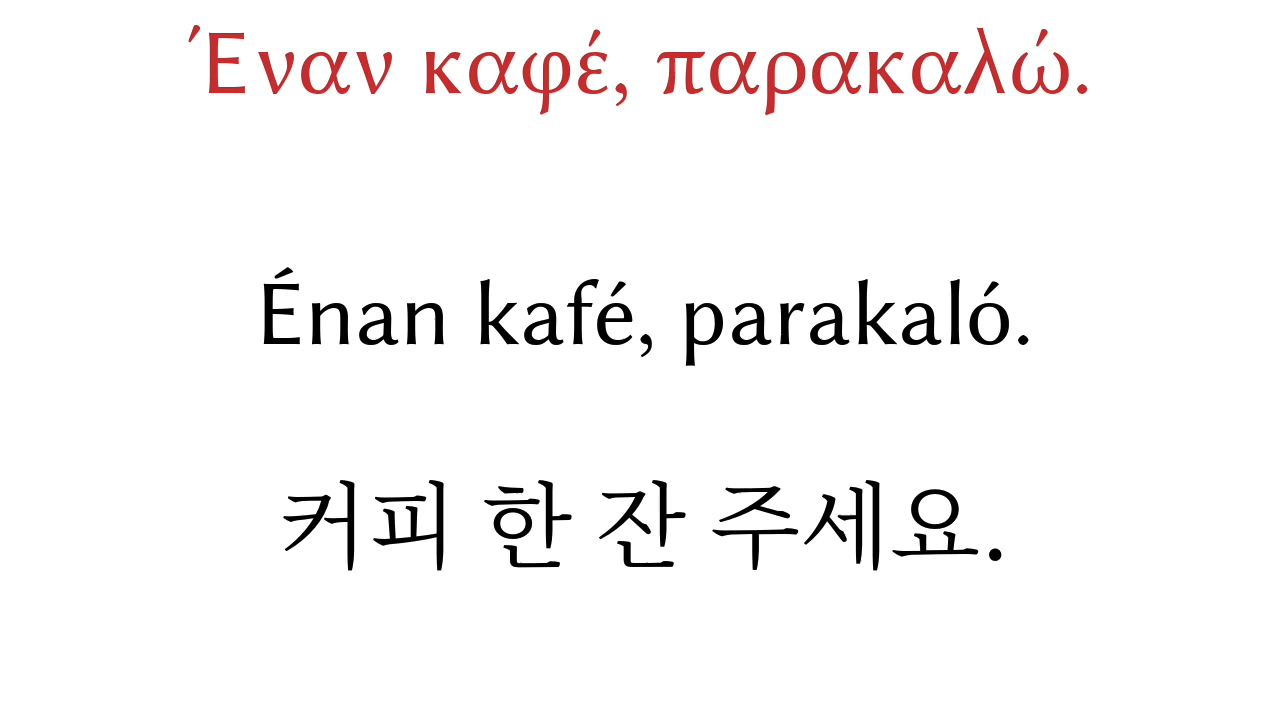 Έναν καφέ, παρακαλώ.
Énan kafé, parakaló.
커피 한 잔 주세요.